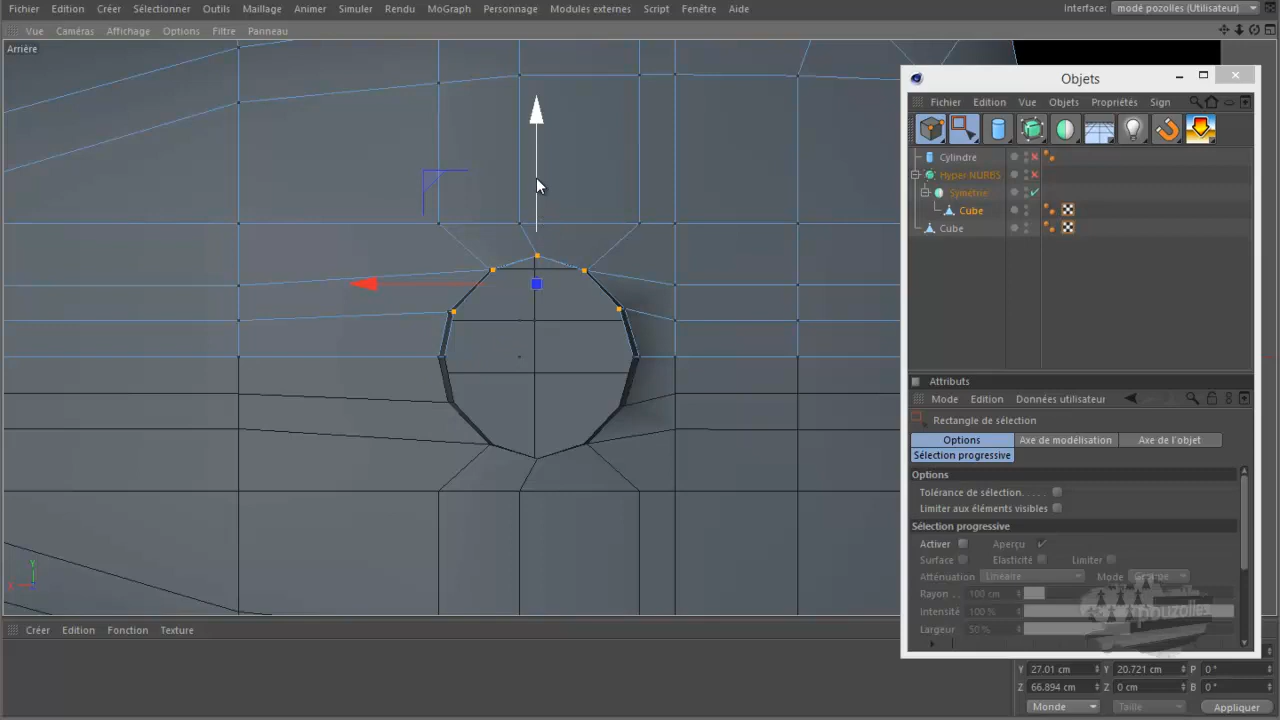 Fichier Edition Créer Sélectionner Outils Maillage Animer Simuler Rendu MoGraph Personnage Modules externes Script Fenêtre Aide Interface: modé pozolles (Utilisateur)
Vue Caméras Affichage Options Filtre Panneau
Arrière
Objets
Fichier Edition Vue Objets Propriétés Sign
Cylindre
Hyper NURBS
Symétrie
Cube
Cube
Attributs
Mode Edition Données utilisateur
Rectangle de sélection
Options Axe de modélisation Axe de l'objet
Sélection progressive
Options
Tolérance de sélection. . . . .
Limiter aux éléments visibles
Sélection progressive
Activer Aperçu
Surface Elasticité Limiter
Atténuation Linéaire Mode Groupe
Rayon . . 100 cm
Intensité 100 %
Largeur 50 %
pouzolles
Y
X
Créer Edition Fonction Texture
Y 27.01 cm Y 20.721 cm P 0 °
Z 66.894 cm Z 0 cm B 0 °
Monde Taille Appliquer